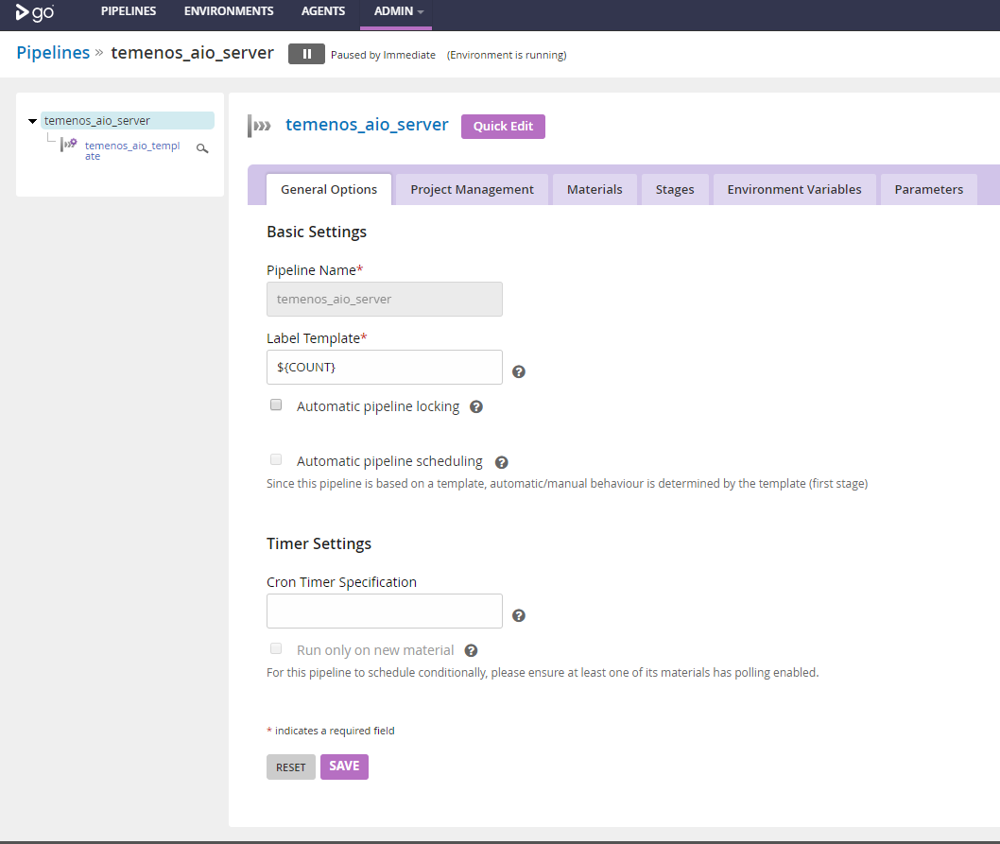 go PIPELINES ENVIRONMENTS AGENTS ADMIN
Pipelines » temenos_aio_server Paused by Immediate (Environment is running)
temenos_aio_server
temenos_aio_templ
ate
temenos_aio_server Quick Edit
General Options Project Management Materials Stages Environment Variables Parameters
Basic Settings
Pipeline Name*
temenos_aio_server
Label Template*
${COUNT}
Automatic pipeline locking ?
Automatic pipeline scheduling ?
Since this pipeline is based on a template, automatic/manual behaviour is determined by the template (first stage)
Timer Settings
Cron Timer Specification
?
Run only on new material ?
For this pipeline to schedule conditionally, please ensure at least one of its materials has polling enabled.
* indicates a required field
RESET SAVE